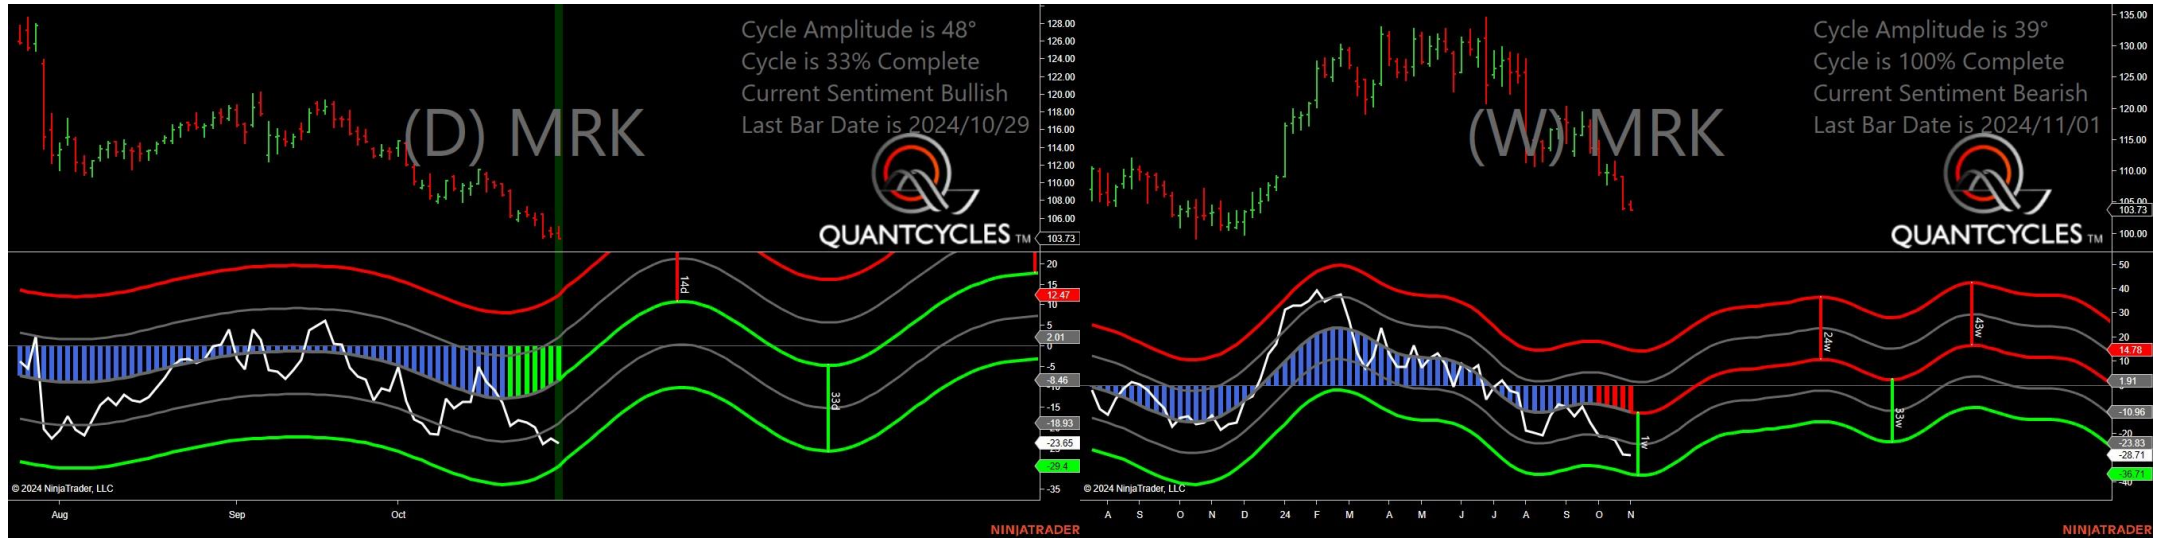 Cycle Amplitude is 48°
Cycle is 33% Complete
Current Sentiment Bullish
Last Bar Date is 2024/10/29
(D) MRK
QUANTCYCLES TM
128.00
126.00
124.00
122.00
120.00
118.00
116.00
114.00
112.00
110.00
108.00
106.00
103.73
14d
33d
20
15
12.47
10
5
2.01
0
-5
-8.46
-15
-18.93
-23.65
-29.4
-35
© 2024 NinjaTrader, LLC
Aug Sep Oct
NINJATRADER
Cycle Amplitude is 39°
Cycle is 100% Complete
Current Sentiment Bearish
Last Bar Date is 2024/11/01
(W) MRK
QUANTCYCLES TM
135.00
130.00
125.00
120.00
115.00
110.00
105.00
103.73
100.00
1w
24w
33w
43w
50
40
30
20
14.78
10
1.91
-10.96
-20
-23.83
-28.71
-36.71
-40
© 2024 NinjaTrader, LLC
A S O N D 24 F M A M J J A S O N
NINJATRADER